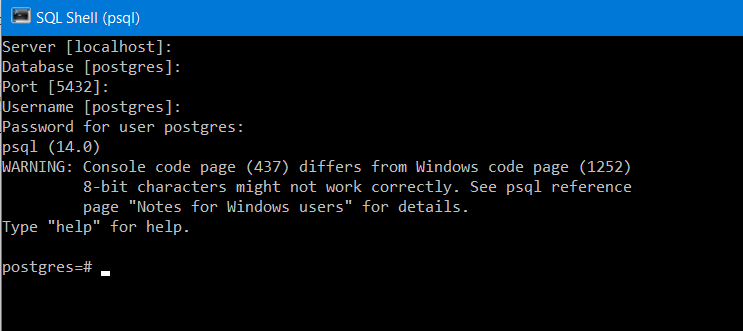 SQL Shell (psql)
Server [localhost]:
Database [postgres]:
Port [5432]:
Username [postgres]:
Password for user postgres:
psql (14.0)
WARNING: Console code page (437) differs from Windows code page (1252)
         8-bit characters might not work correctly. See psql reference
         page "Notes for Windows users" for details.
Type "help" for help.

postgres=#